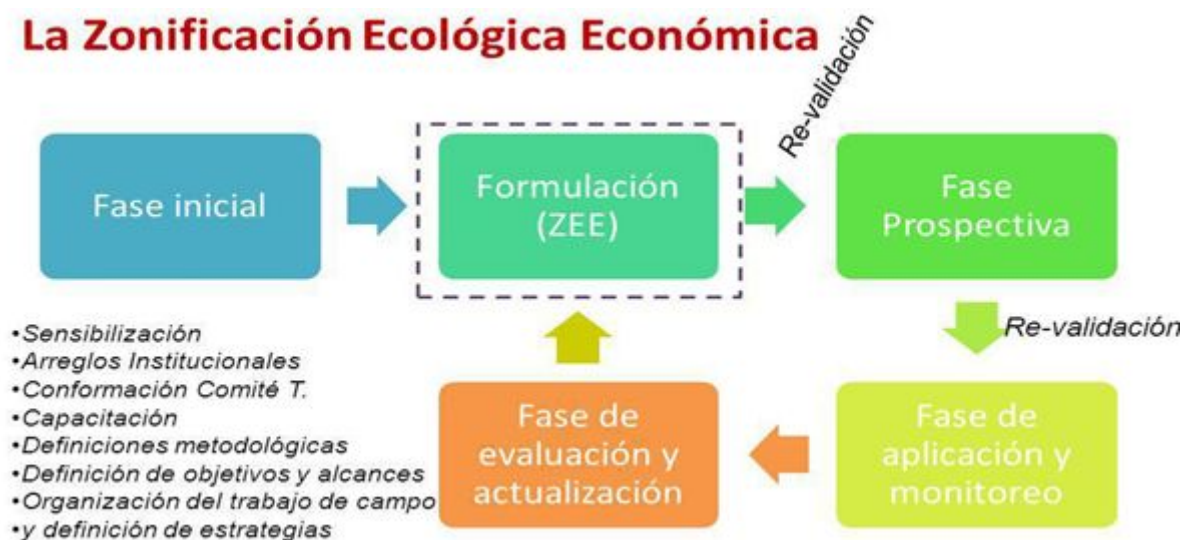 La Zonificación Ecológica Económica
Re-validación
Fase inicial
Formulación
(ZEE)
Fase
Prospectiva
Re-validación
•Sensibilización
•Arreglos Institucionales
•Conformación Comité T.
•Capacitación
•Definiciones metodológicas
•Definición de objetivos y alcances
•Organización del trabajo de campo
•y definición de estrategias
Fase de
evaluación y
actualización
Fase de
aplicación y
monitoreo